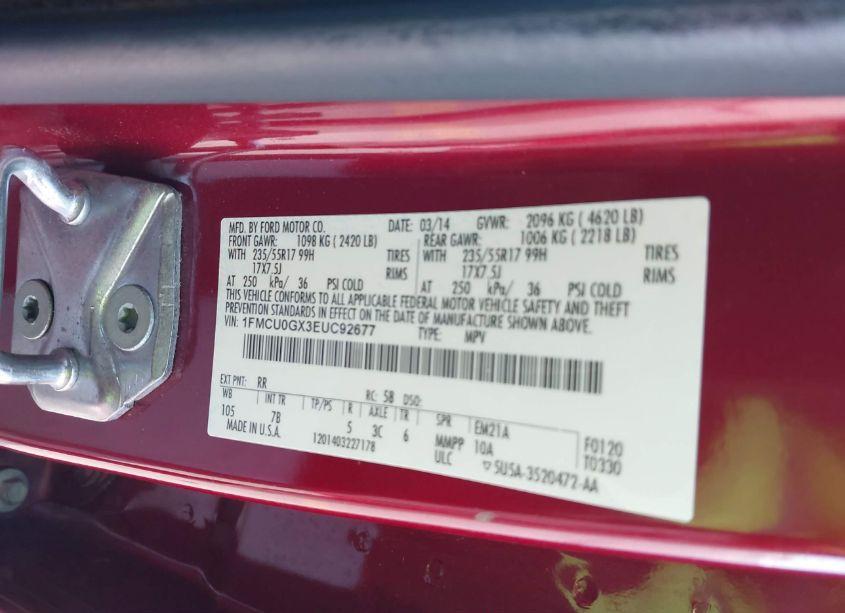 MFD. BY FORD MOTOR CO. DATE: 03/14 GVWR: 2096 KG ( 4620 LB)
FRONT GAWR: 1098 KG ( 2420 LB) REAR GAWR: 1006 KG ( 2218 LB)
WITH 235/55R17 99H TIRES WITH 235/55R17 99H TIRES
17X7.5J RIMS 17X7.5J RIMS
AT 250 kPa/ 36 PSI COLD AT 250 kPa/ 36 PSI COLD
THIS VEHICLE CONFORMS TO ALL APPLICABLE FEDERAL MOTOR VEHICLE SAFETY AND THEFT
PREVENTION STANDARDS IN EFFECT ON THE DATE OF MANUFACTURE SHOWN ABOVE.
VIN: 1FMCU0GX3EUC92677 TYPE: MPV
EXT PNT: RR RC: 58 DSO:
WB INT TR TP/PS R AXLE TR SPR EM21A F0120
105 7B 5 3C 6 MMPP 10A T0330
MADE IN U.S.A. 1201403227178 ULC ▽5U5A-3520472-AA